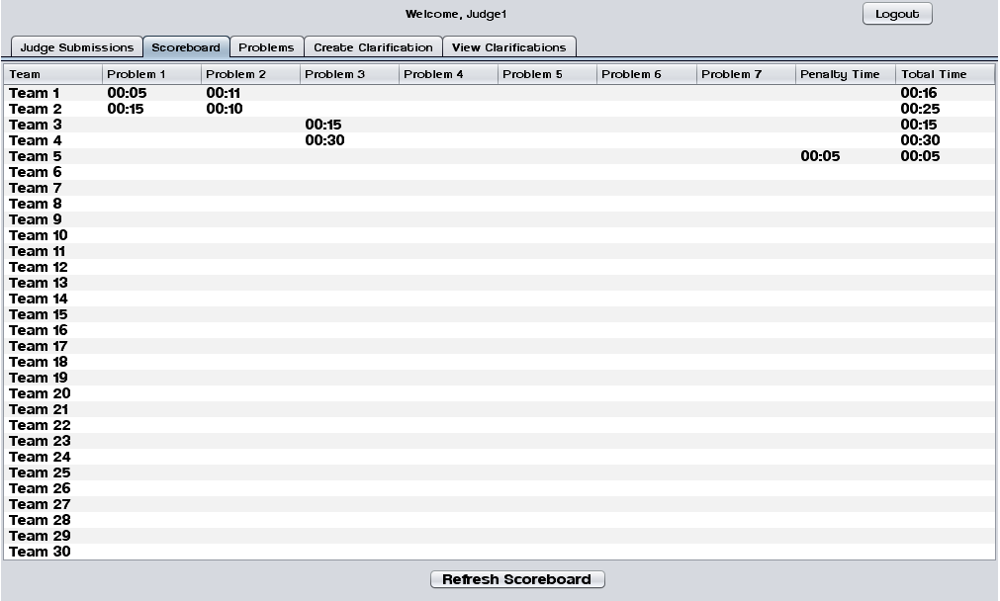 Welcome, Judge1
Logout
Judge Submissions Scoreboard Problems Create Clarification View Clarifications
Team Problem 1 Problem 2 Problem 3 Problem 4 Problem 5 Problem 6 Problem 7 Penalty Time Total Time
Team 1 00:05 00:11 00:16
Team 2 00:15 00:10 00:25
Team 3 00:15 00:15
Team 4 00:30 00:30
Team 5 00:05 00:05
Team 6
Team 7
Team 8
Team 9
Team 10
Team 11
Team 12
Team 13
Team 14
Team 15
Team 16
Team 17
Team 18
Team 19
Team 20
Team 21
Team 22
Team 23
Team 24
Team 25
Team 26
Team 27
Team 28
Team 29
Team 30
Refresh Scoreboard